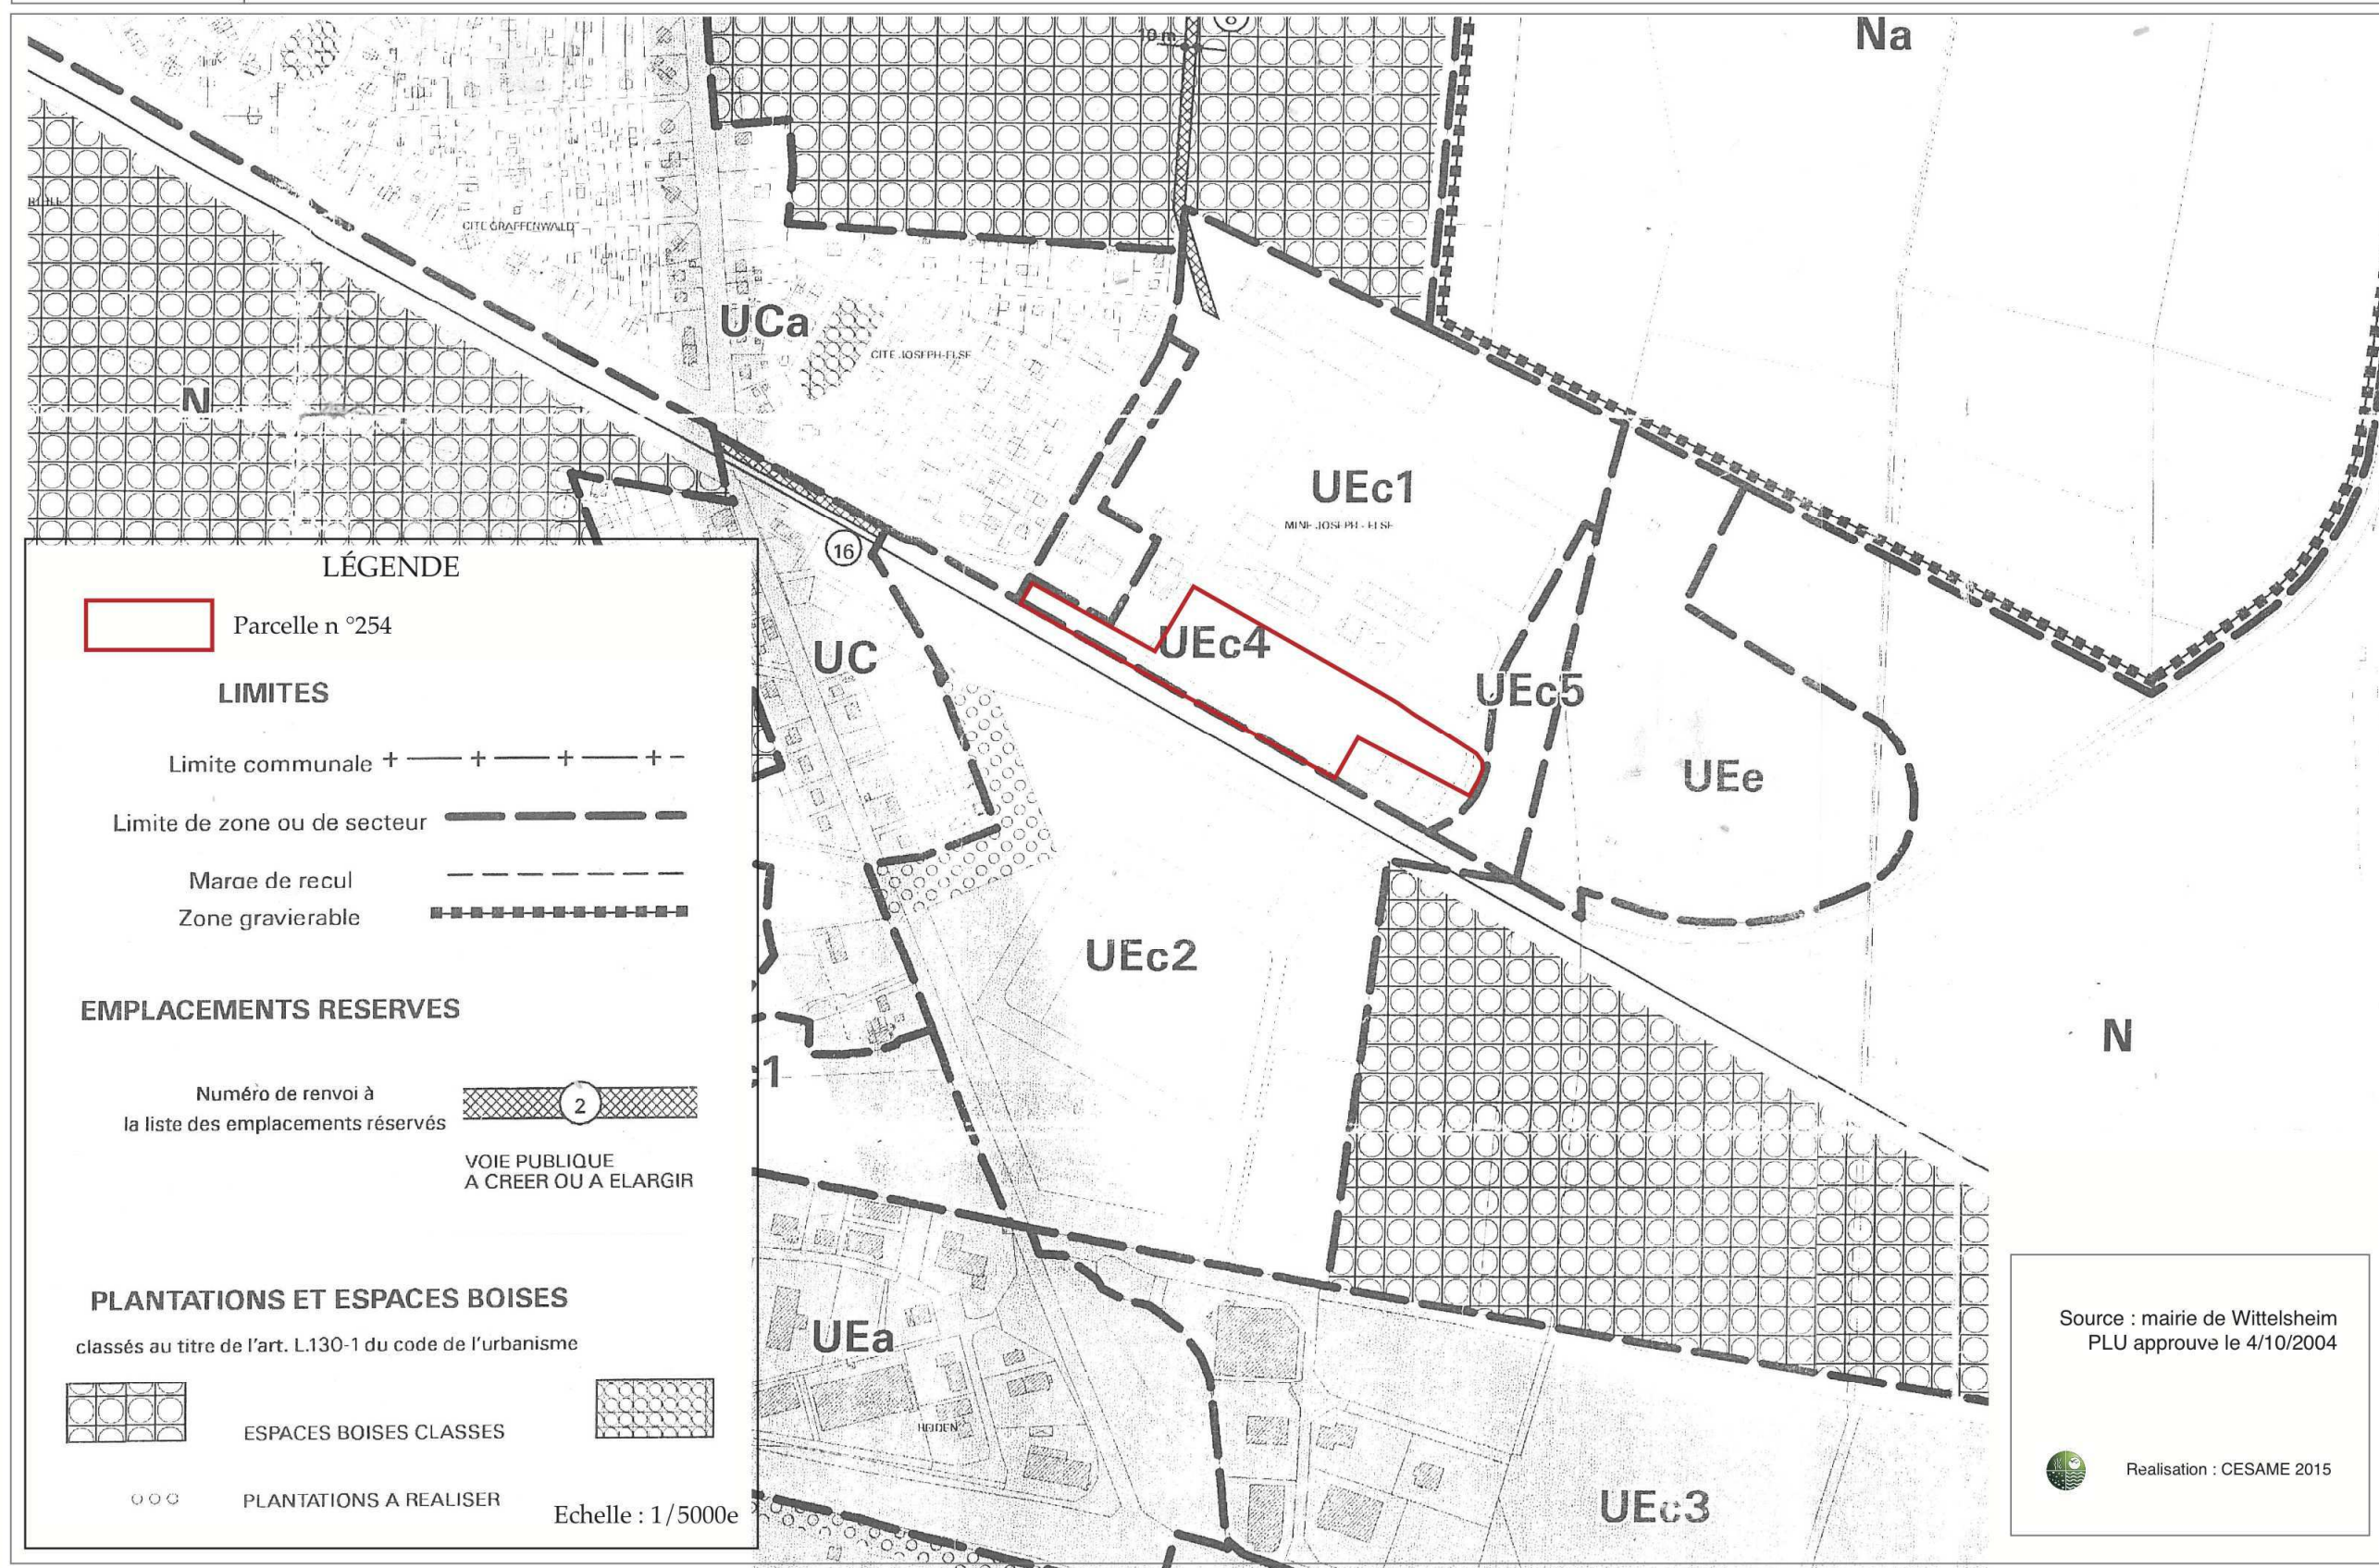 Na
10 m
8
CITE GRAFFENWALD
UCa
CITE JOSEPH-ELSE
N
UEc1
MINE JOSEPH - ELSE
16
UC
UEc4
UEc5
UEe
UEc2
N
UEa
HEIDEN
UEc3
LÉGENDE
Parcelle n °254
LIMITES
Limite communale
Limite de zone ou de secteur
Marge de recul
Zone gravierable
EMPLACEMENTS RESERVES
Numéro de renvoi à
la liste des emplacements réservés
2
VOIE PUBLIQUE
A CREER OU A ELARGIR
PLANTATIONS ET ESPACES BOISES
classés au titre de l'art. L.130-1 du code de l'urbanisme
ESPACES BOISES CLASSES
PLANTATIONS A REALISER
Echelle : 1/5000e
Source : mairie de Wittelsheim
PLU approuve le 4/10/2004
Realisation : CESAME 2015